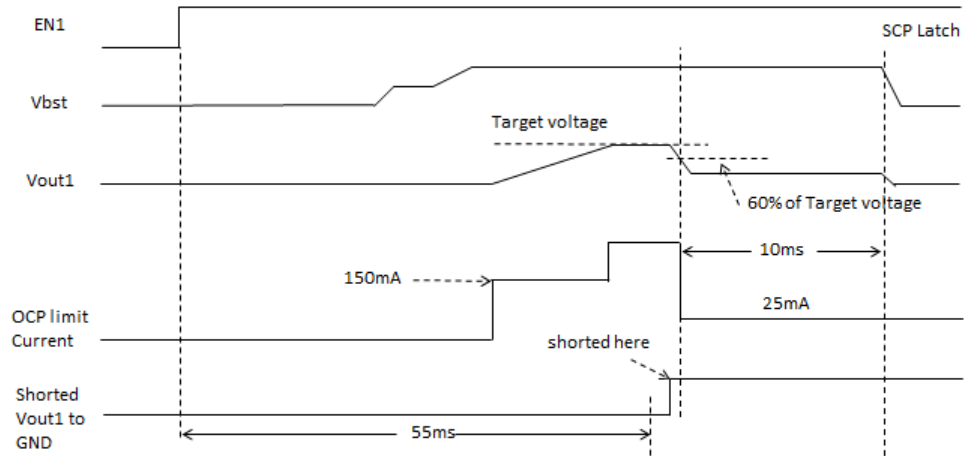 EN1
SCP Latch
Vbst
Target voltage
Vout1
60% of Target voltage
10ms
150mA
25mA
OCP limit
Current
shorted here
Shorted
Vout1 to
GND
55ms